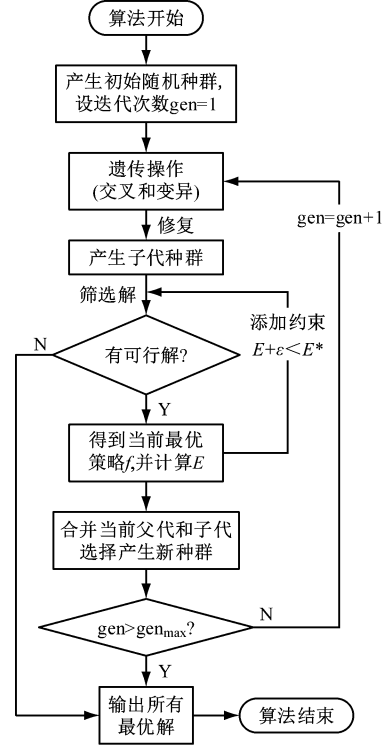 算法开始
产生初始随机种群,
设迭代次数gen=1
遗传操作
(交叉和变异)
gen=gen+1
修复
产生子代种群
筛选解
添加约束
E+ε<E*
N
有可行解?
Y
得到当前最优
策略f,并计算E
合并当前父代和子代
选择产生新种群
N
gen>genmax?
Y
输出所有
最优解
算法结束